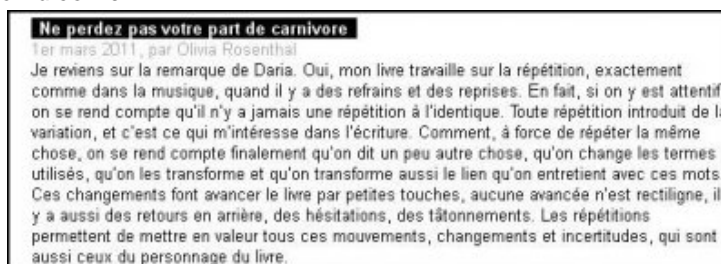 Ne perdez pas votre part de carnivore
1er mars 2011, par Olivia Rosenthal
Je reviens sur la remarque de Daria. Oui, mon livre travaille sur la répétition, exactement
comme dans la musique, quand il y a des refrains et des reprises. En fait, si on y est attentif
on se rend compte qu'il n'y a jamais une répétition à l'identique. Toute répétition introduit de la
variation, et c'est ce qui m'intéresse dans l'écriture. Comment, à force de répéter la même
chose, on se rend compte finalement qu'on dit un peu autre chose, qu'on change les termes
utilisés, qu'on les transforme et qu'on transforme aussi le lien qu'on entretient avec ces mots.
Ces changements font avancer le livre par petites touches, aucune avancée n'est rectiligne, il
y a aussi des retours en arrière, des hésitations, des tâtonnements. Les répétitions
permettent de mettre en valeur tous ces mouvements, changements et incertitudes, qui sont
aussi ceux du personnage du livre.